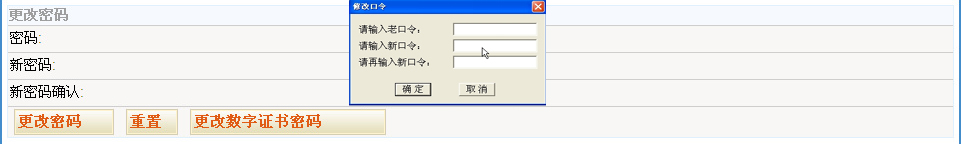 更改密码
密码:
新密码:
新密码确认:
更改密码 重置 更改数字证书密码
修改口令
请输入老口令:
请输入新口令:
请再输入新口令:
确定 取消